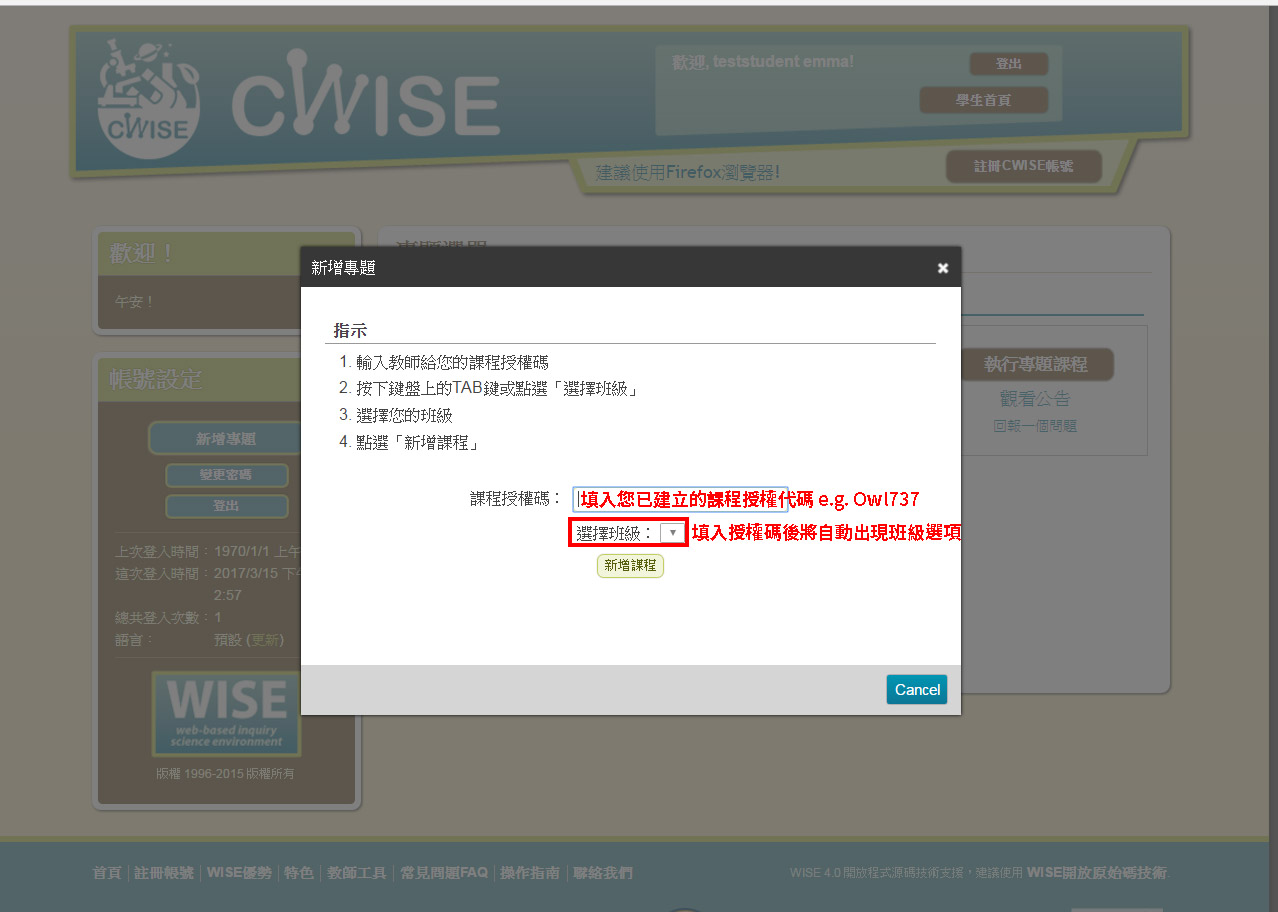 CWISE
CWISE
歡迎, teststudent emma!
登出
學生首頁
建議使用Firefox瀏覽器!
註冊CWISE帳號
歡迎！
午安！
帳號設定
新增專題
變更密碼
登出
上次登入時間：1970/1/1 上午
這次登入時間：2017/3/15 下午
2:57
總共登入次數：1
語言：
預設 (更新)
WISE
web-based inquiry
science environment
版權 1996-2015 版權所有
新增專題
指示
1. 輸入教師給您的課程授權碼
2. 按下鍵盤上的TAB鍵或點選「選擇班級」
3. 選擇您的班級
4. 點選「新增課程」
課程授權碼：
填入您已建立的課程授權代碼 e.g. Owl737
選擇班級：
填入授權碼後將自動出現班級選項
新增課程
Cancel
執行專題課程
觀看公告
回報一個問題
首頁 | 註冊帳號 | WISE優勢 | 特色 | 教師工具 | 常見問題FAQ | 操作指南 | 聯絡我們
WISE 4.0 開放程式源碼技術支援，建議使用 WISE開放原始碼技術.